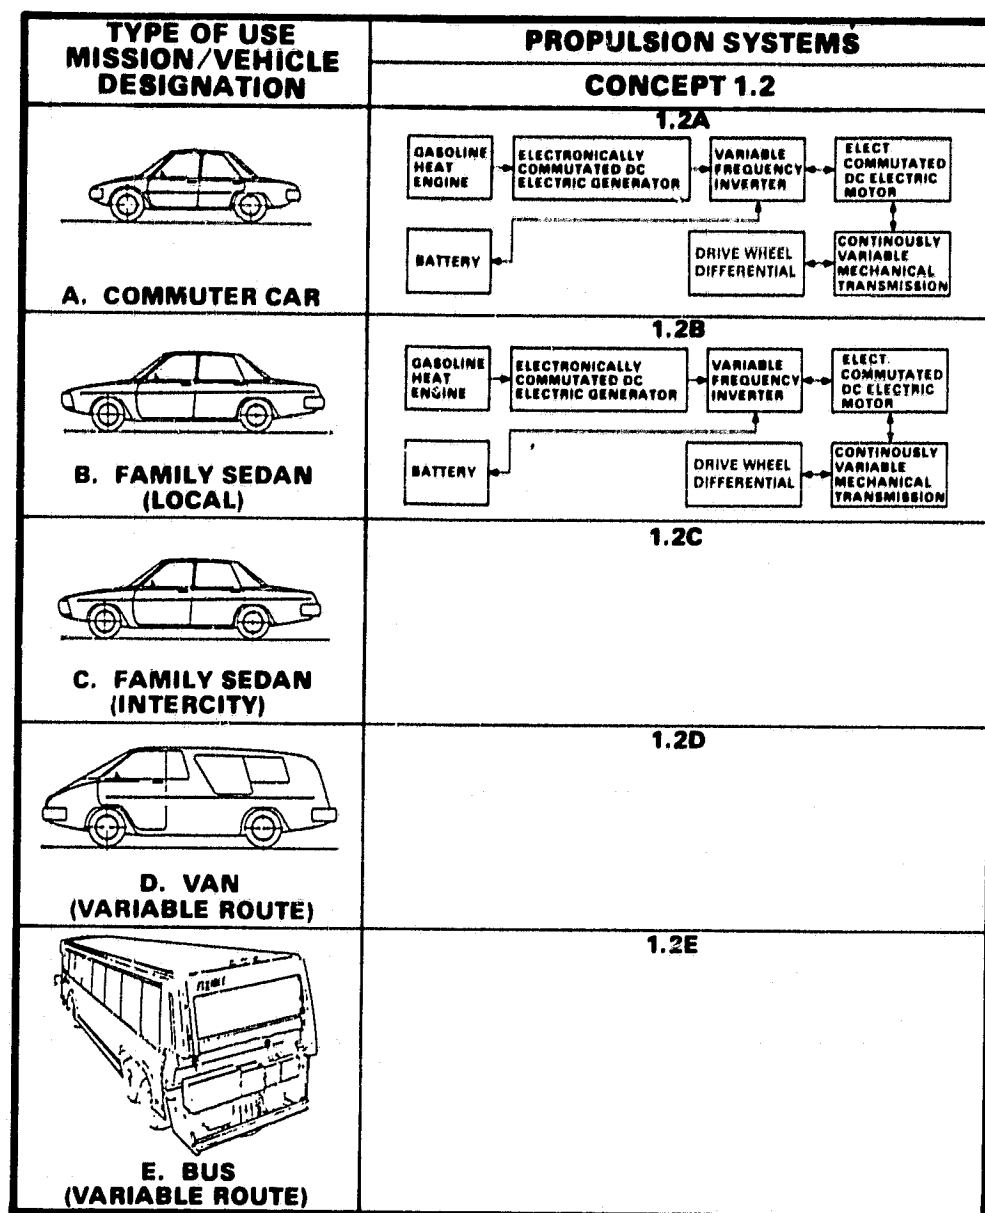 TYPE OF USE
MISSION/VEHICLE
DESIGNATION
PROPULSION SYSTEMS
CONCEPT 1.2
1.2A
GASOLINE
HEAT
ENGINE
ELECTRONICALLY
COMMUTATED DC
ELECTRIC GENERATOR
VARIABLE
FREQUENCY
INVERTER
ELECT
COMMUTATED
DC ELECTRIC
MOTOR
BATTERY
DRIVE WHEEL
DIFFERENTIAL
CONTINOUSLY
VARIABLE
MECHANICAL
TRANSMISSION
A. COMMUTER CAR
1.2B
GASOLINE
HEAT
ENGINE
ELECTRONICALLY
COMMUTATED DC
ELECTRIC GENERATOR
VARIABLE
FREQUENCY
INVERTER
ELECT.
COMMUTATED
DC ELECTRIC
MOTOR
BATTERY
DRIVE WHEEL
DIFFERENTIAL
CONTINOUSLY
VARIABLE
MECHANICAL
TRANSMISSION
B. FAMILY SEDAN
(LOCAL)
1.2C
C. FAMILY SEDAN
(INTERCITY)
1.2D
D. VAN
(VARIABLE ROUTE)
1.2E
E. BUS
(VARIABLE ROUTE)